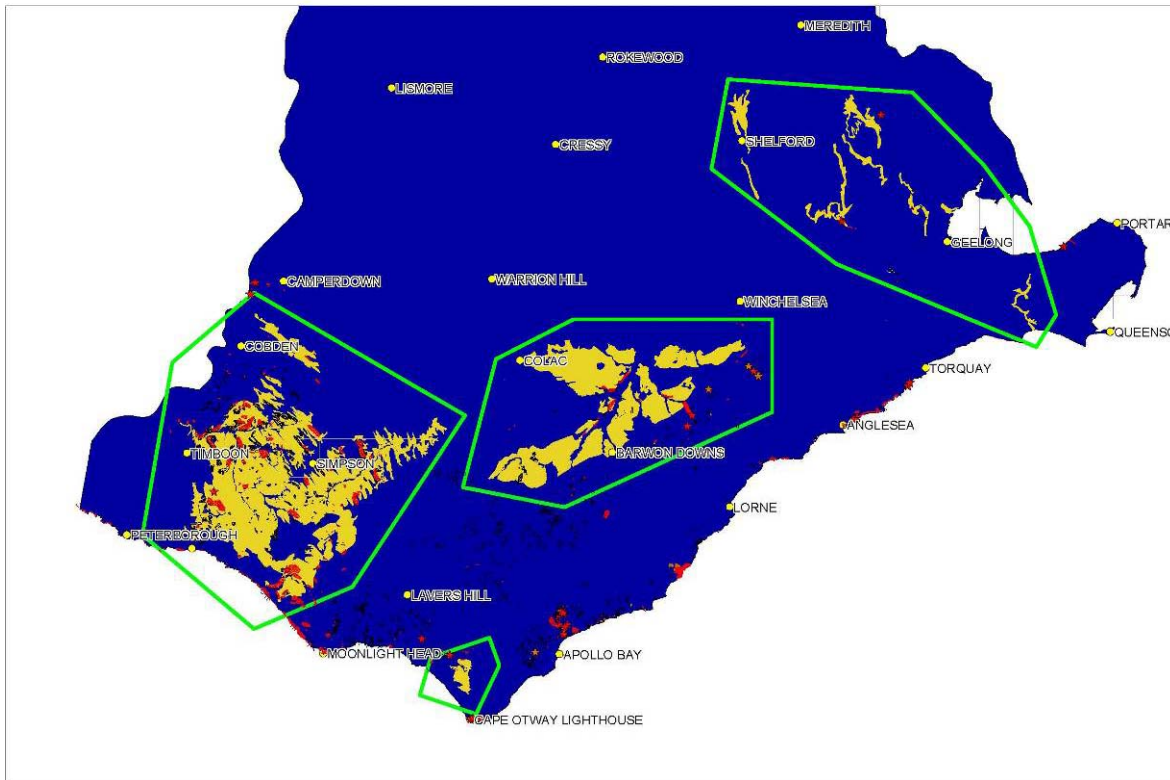 MEREDITH
ROKEWOOD
LISMORE
CRESSY
SHELFORD
PORTAR
GEELONG
CAMPERDOWN
WARRION HILL
WINCHELSEA
QUEENSC
COBDEN
COLAC
TORQUAY
ANGLESEA
TIMBOON
SIMPSON
BARWON DOWNS
LORNE
PETERBOROUGH
LAVERS HILL
MOONLIGHT HEAD
APOLLO BAY
CAPE OTWAY LIGHTHOUSE